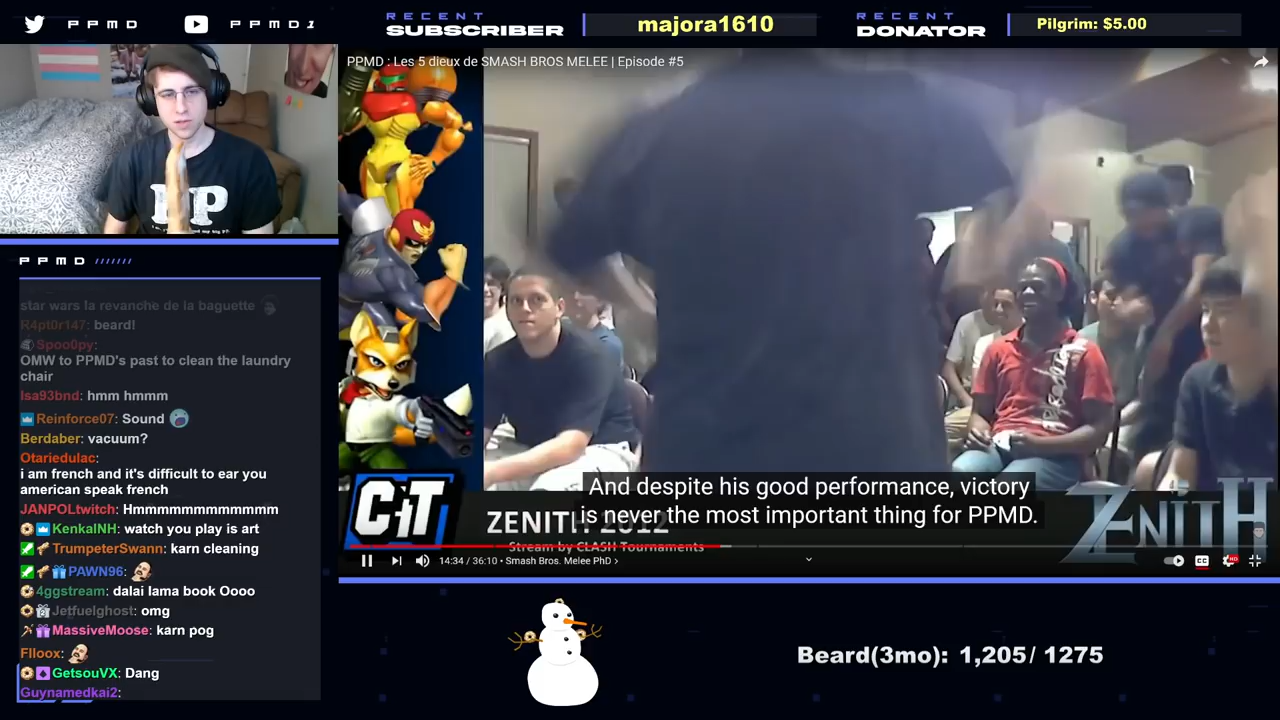 PPMD
PPMD1
RECENT
SUBSCRIBER
majora1610
RECENT
DONATOR
Pilgrim: $5.00
PPMD : Les 5 dieux de SMASH BROS MELEE | Episode #5
PPMD
star wars la revanche de la baguette
R4pt0r147: beard!
Spoo0py:
OMW to PPMD's past to clean the laundry
chair
Isa93bnd: hmm hmmm
Reinforce07: Sound
Berdaber: vacuum?
Otariedulac:
i am french and it's difficult to ear you
american speak french
JANPOLtwitch: Hmmmmmmmmmmmm
KenkaINH: watch you play is art
TrumpeterSwann: karn cleaning
PAWN96:
4ggstream: dalai lama book Oooo
Jetfuelghost: omg
MassiveMoose: karn pog
Flloox:
GetsouVX: Dang
Guynamedkai2:
CT
ZENITH 2012
Stream by CLASH Tournaments
ZENITH
And despite his good performance, victory
is never the most important thing for PPMD.
14:34 / 36:10 • Smash Bros. Melee PhD >
CC
HD
Beard(3mo): 1,205/ 1275